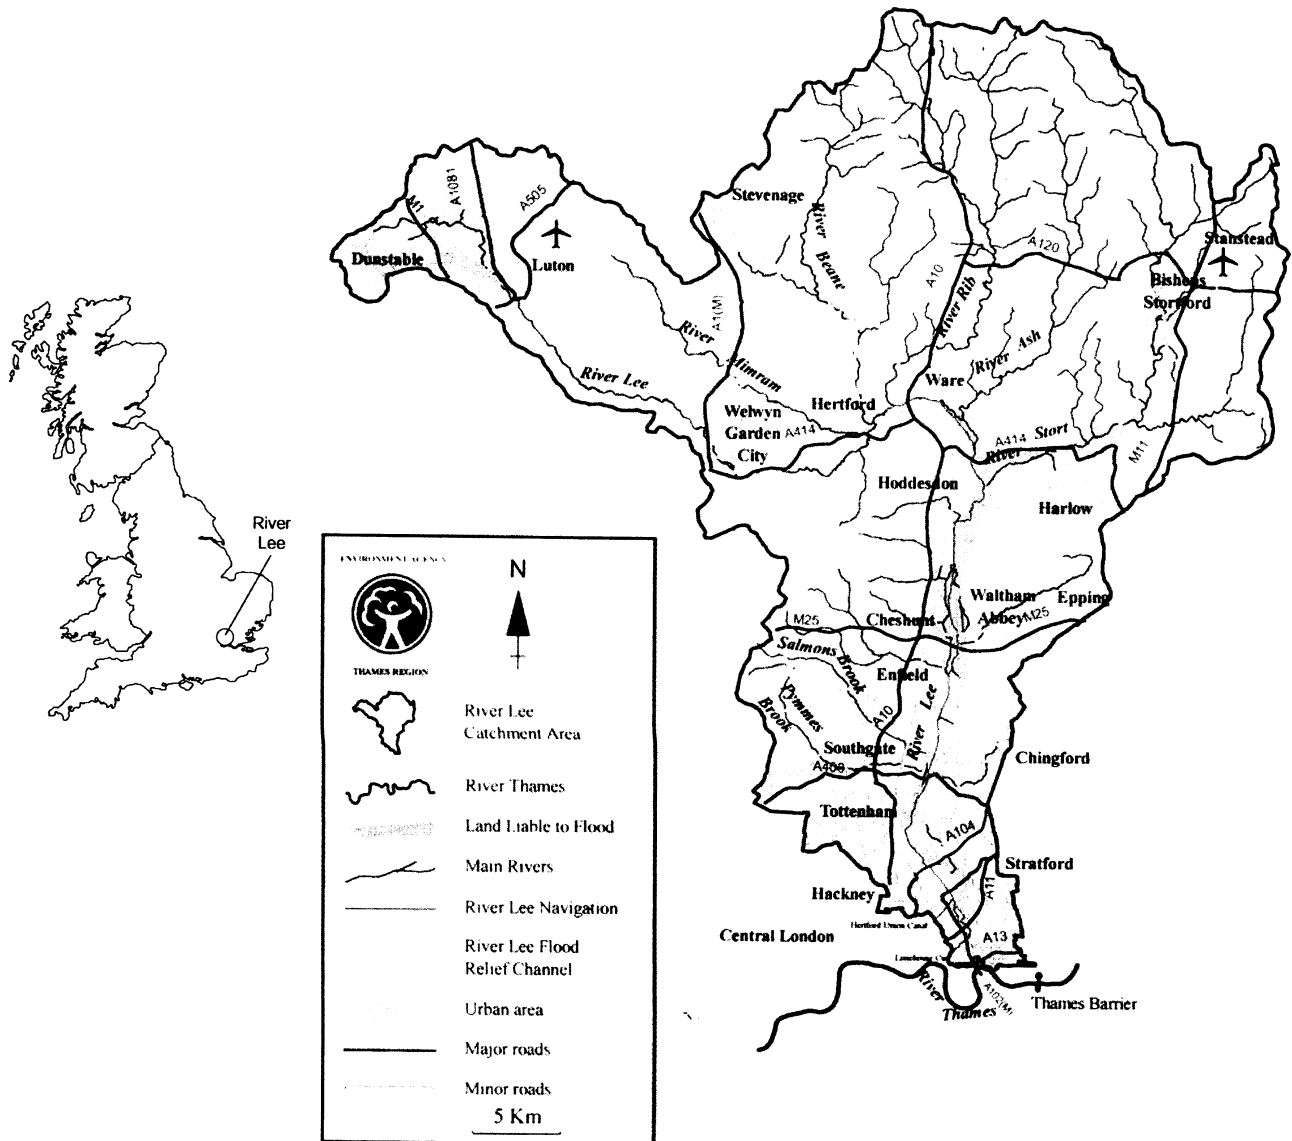 Stevenage
River Beane
A1081
M1
A505
Dunstable
Luton
A10
River Rib
A120
Stanstead
Bishops
Stortford
A1(M)
River Mimram
River Lee
River Ash
Ware
Welwyn
Garden
City
Hertford
A414
A414
River Stort
M11
Hoddesdon
Harlow
River
Lee
Waltham
Abbey
Epping
M25
Cheshunt
M25
Salmons Brook
Enfield
Pymmes
Brook
A10
River Lee
Southgate
A406
Chingford
Tottenham
A104
Stratford
A11
Hackney
Hertford Union Canal
Central London
A13
Limehouse Cut
River Thames
A102(M)
Thames Barrier
ENVIRONMENT AGENCY
N
THAMES REGION
River Lee
Catchment Area
River Thames
Land Liable to Flood
Main Rivers
River Lee Navigation
River Lee Flood
Relief Channel
Urban area
Major roads
Minor roads
5 Km